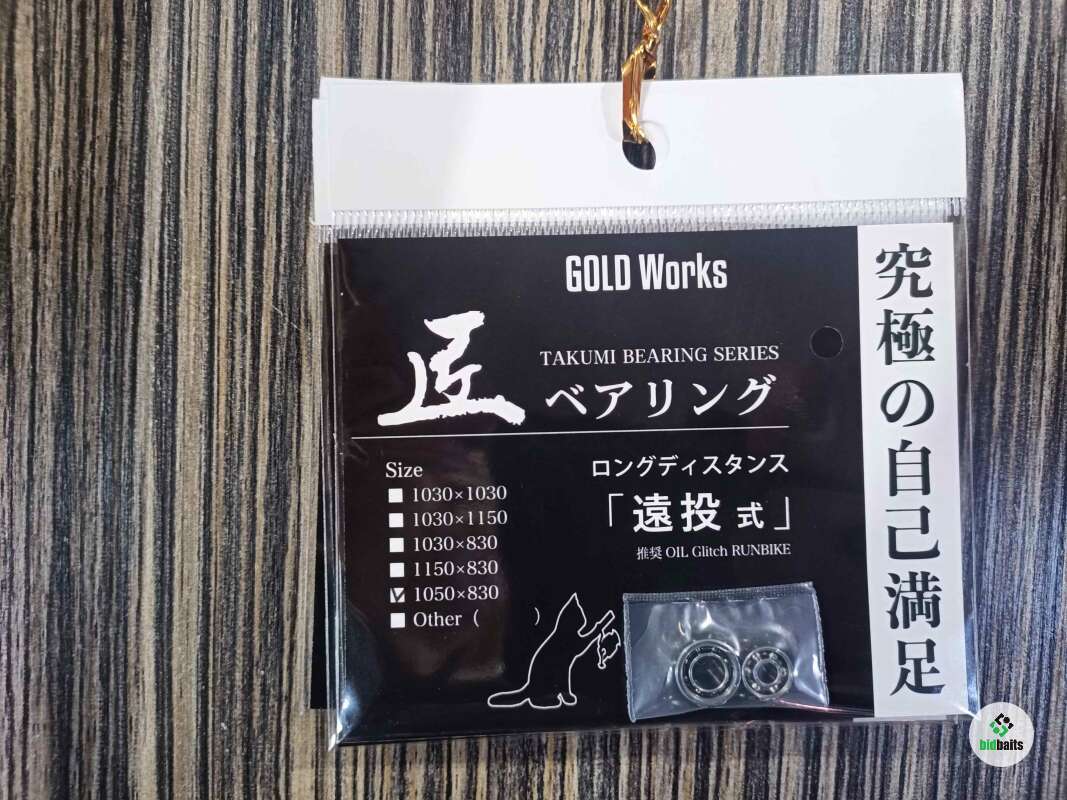 GOLD Works
匠
TAKUMI BEARING SERIES
ベアリング
Size
1030×1030
1030×1150
1030×830
1150×830
1050×830
Other (
ロングディスタンス
「遠投式」
推奨 OIL Glitch RUNBIKE
究極の自己満足
bidbaits